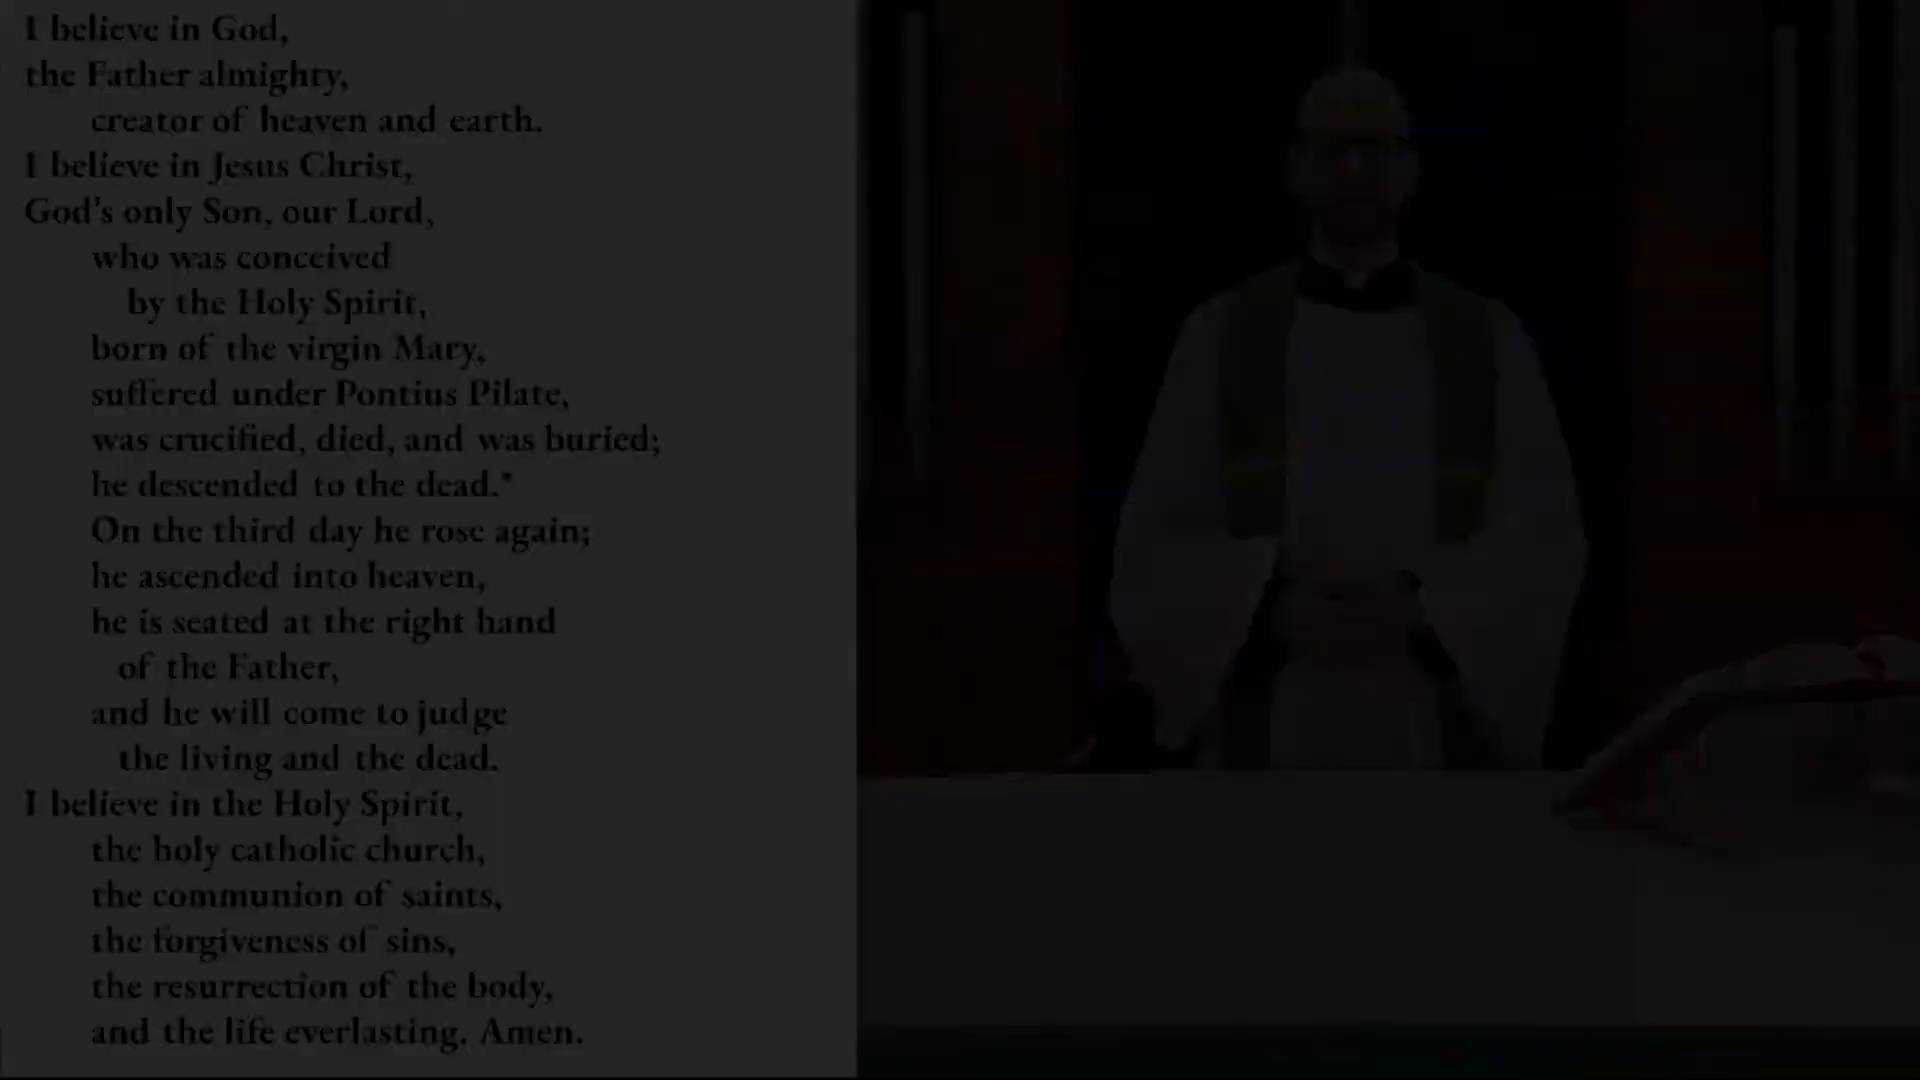 I believe in God,
the Father almighty,
creator of heaven and earth.
I believe in Jesus Christ,
God's only Son, our Lord,
who was conceived
by the Holy Spirit,
born of the virgin Mary,
suffered under Pontius Pilate,
was crucified, died, and was buried;
he descended to the dead.*
On the third day he rose again;
he ascended into heaven,
he is seated at the right hand
of the Father,
and he will come to judge
the living and the dead.
I believe in the Holy Spirit,
the holy catholic church,
the communion of saints,
the forgiveness of sins,
the resurrection of the body,
and the life everlasting. Amen.